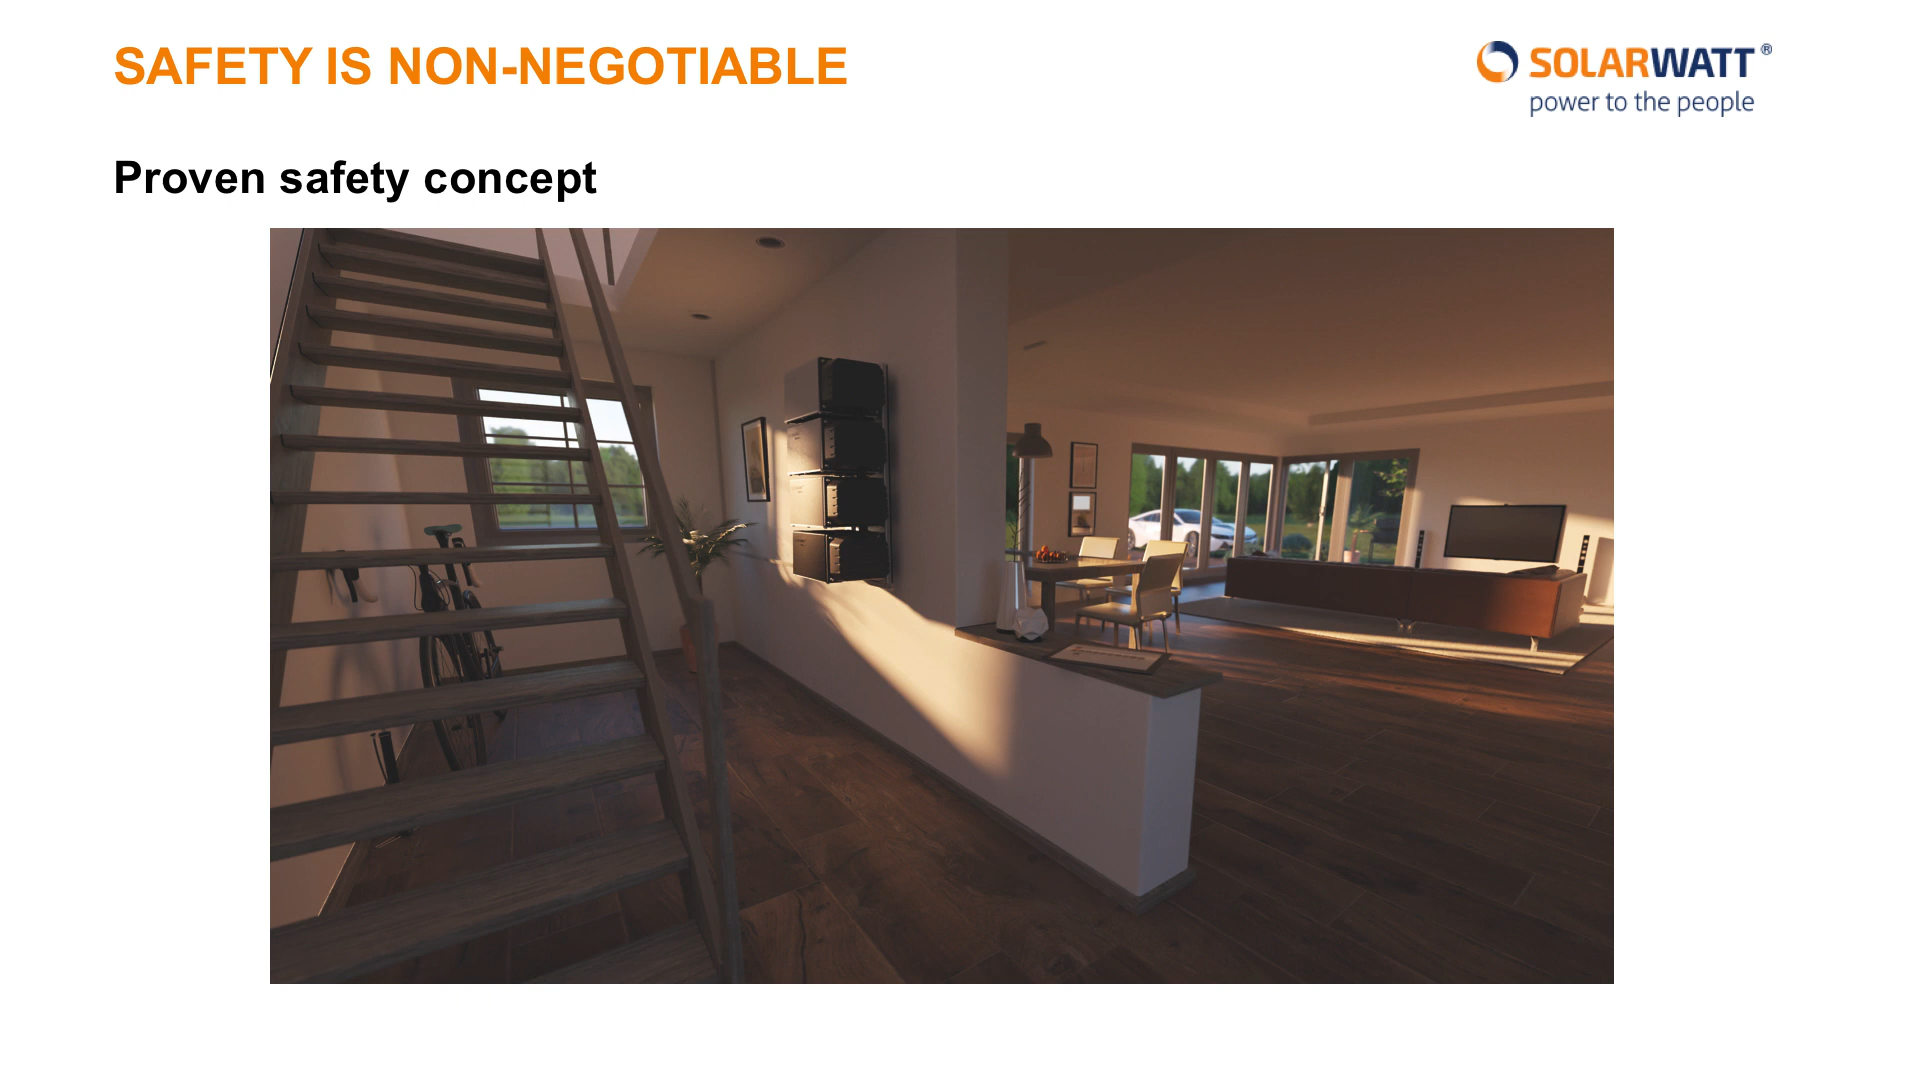 SAFETY IS NON-NEGOTIABLE
SOLARWATT®
power to the people
Proven safety concept